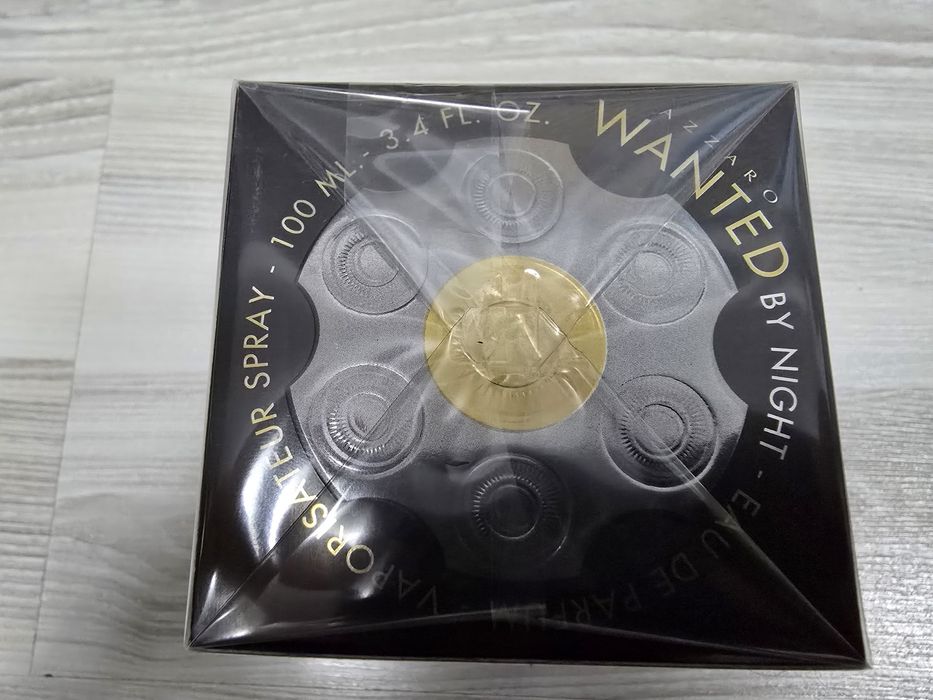 AZZARO
WANTED BY NIGHT - EAU DE PARFUM - VAPORISATEUR SPRAY - 100 ML.- 3.4 FL. OZ.